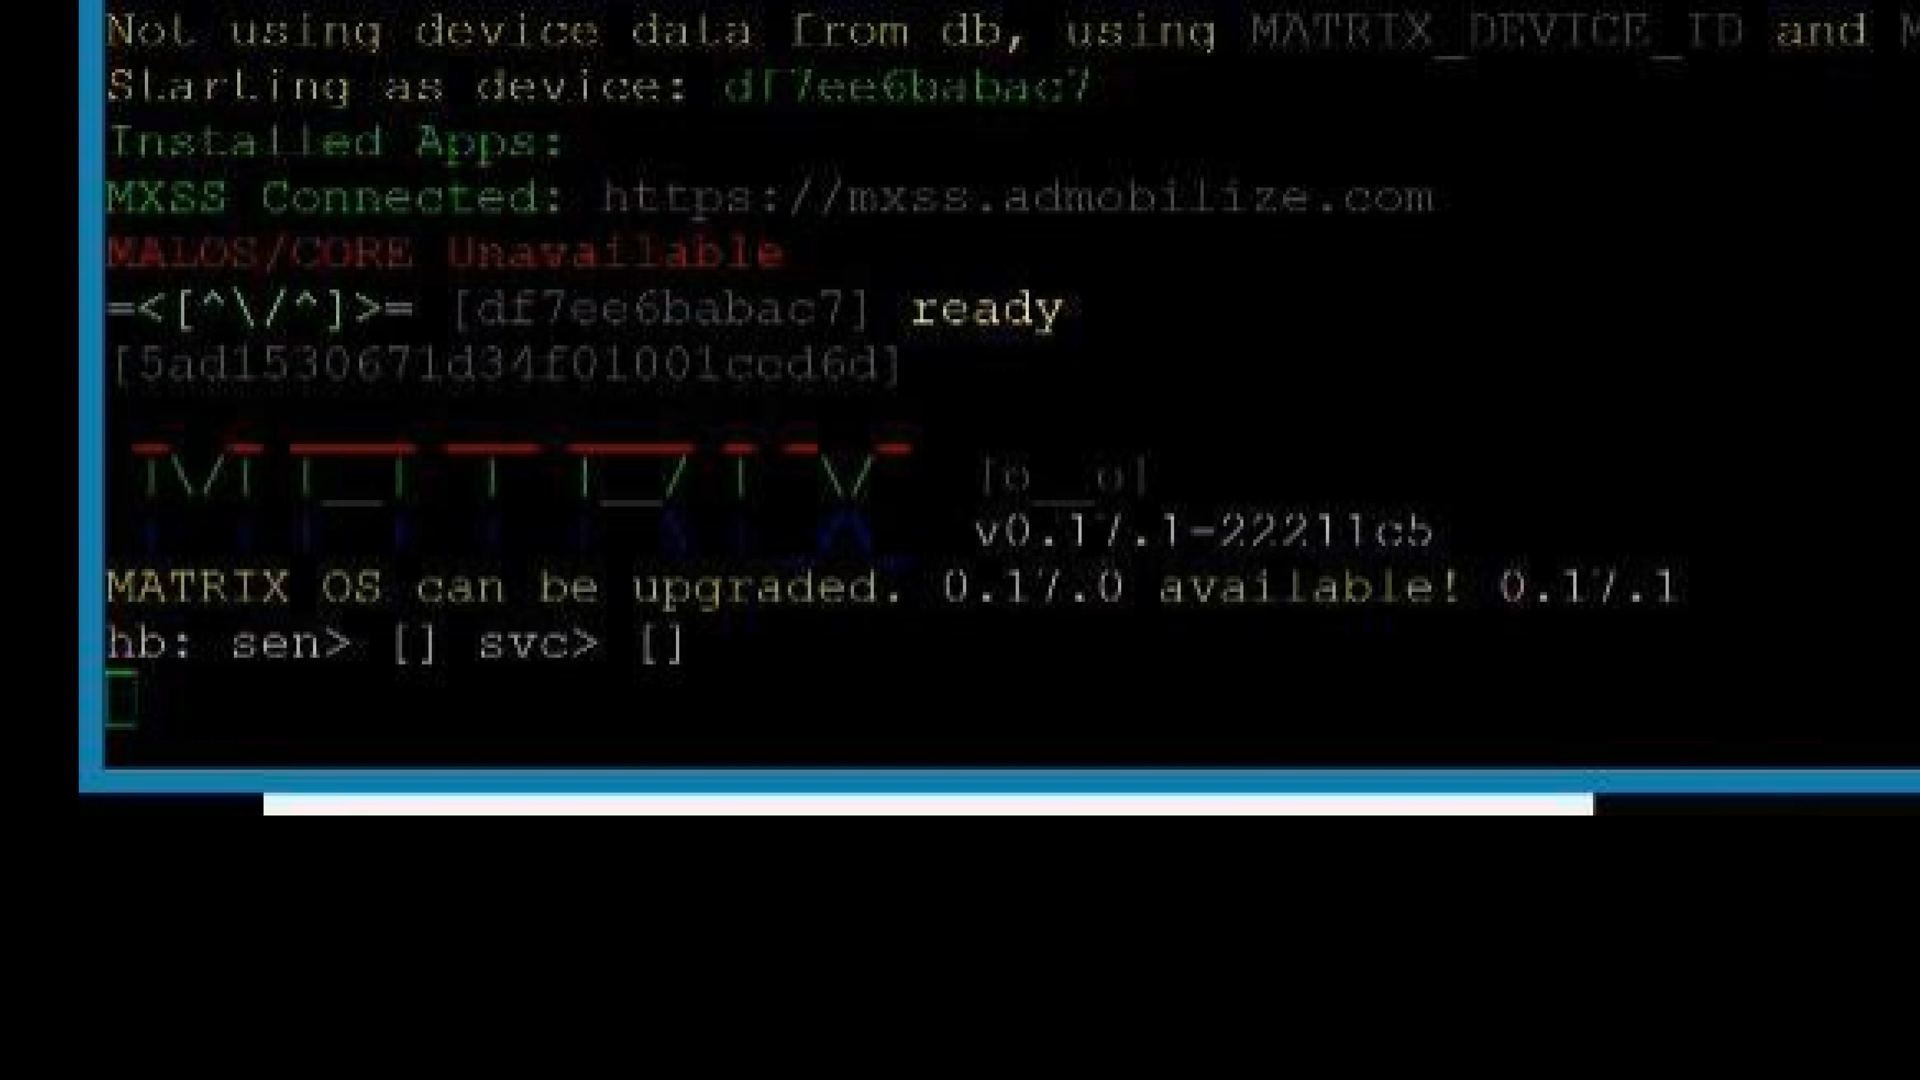 Not using device data from db, using MATRIX_DEVICE_ID and M
Starting as device: df7ee6babac7
Installed Apps:
MXSS Connected: https://mxss.admobilize.com
MALOS/CORE Unavailable
=<[^\/^]>= [df7ee6babac7] ready
[5ad1530671d34f01001ccd6d]
[o__o]
v0.17.1-22211cb
MATRIX OS can be upgraded. 0.17.0 available! 0.17.1
hb: sen> [] svc> []